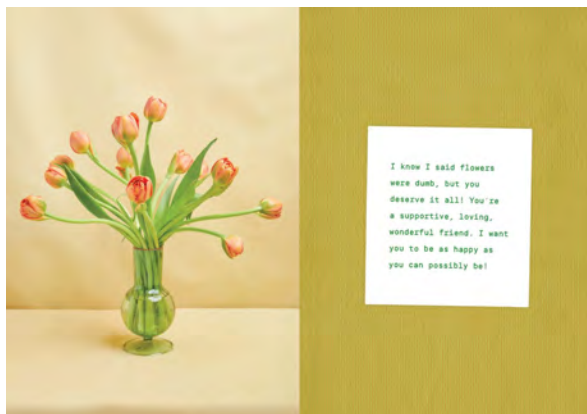 I know I said flowers
were dumb, but you
deserve it all! You're
a supportive, loving,
wonderful friend. I want
you to be as happy as
you can possibly be!